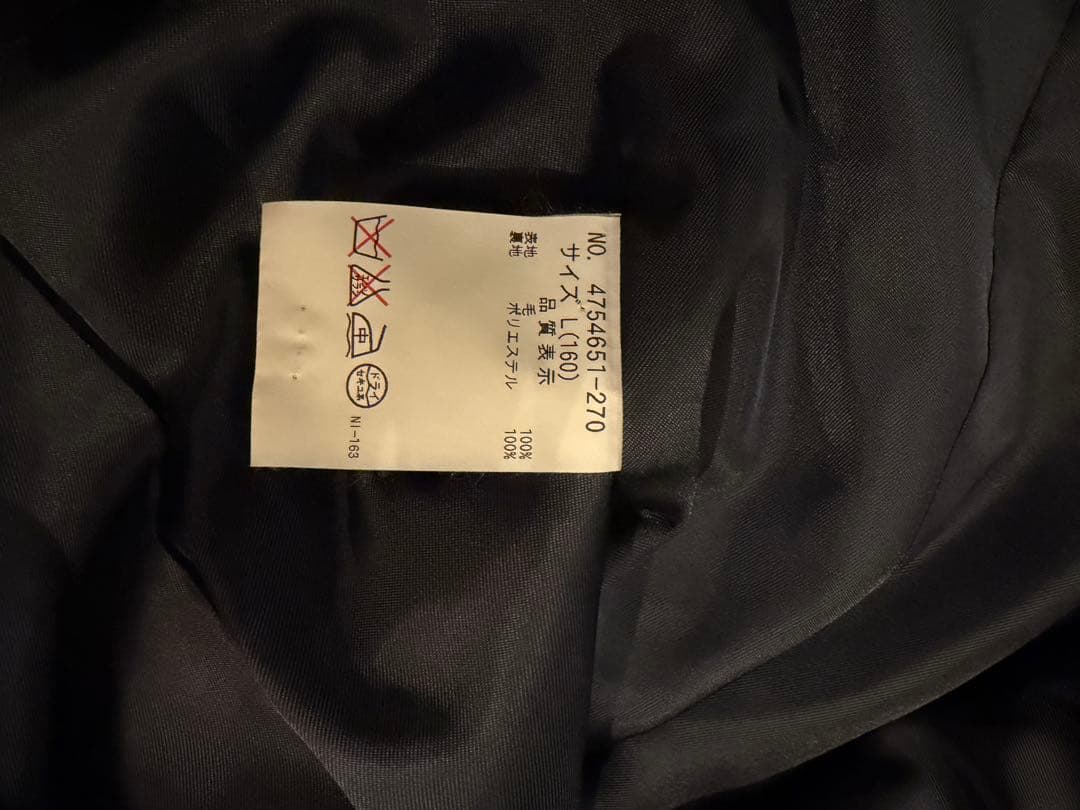 NO. 4754651-270
サイズ L(160)
品質表示
表地 毛 100%
裏地 ポリエステル 100%
中
ドライ
セキユ系
NI-163